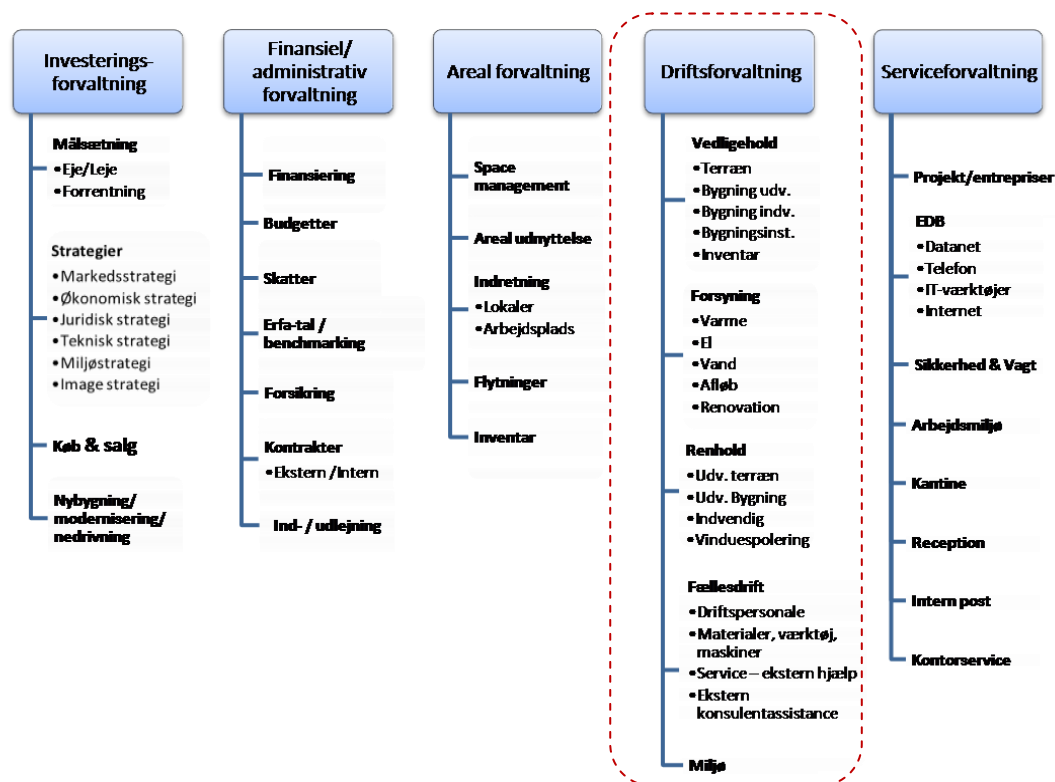 Investerings-
forvaltning
Målsætning
•Eje/Leje
•Forrentning
Strategier
•Markedsstrategi
•Økonomisk strategi
•Juridisk strategi
•Teknisk strategi
•Miljøstrategi
•Image strategi
Køb & salg
Nybygning/
modernisering/
nedrivning
Finansiel/
administrativ
forvaltning
Finansiering
Budgetter
Skatter
Erfa-tal /
benchmarking
Forsikring
Kontrakter
•Ekstern /Intern
Ind- / udlejning
Areal forvaltning
Space
management
Areal udnyttelse
Indretning
•Lokaler
•Arbejdsplads
Flytninger
Inventar
Driftsforvaltning
Vedligehold
•Terræn
•Bygning udv.
•Bygning indv.
•Bygningsinst.
•Inventar
Forsyning
•Varme
•El
•Vand
•Afløb
•Renovation
Renhold
•Udv. terræn
•Udv. Bygning
•Indvendig
•Vinduespolering
Fællesdrift
•Driftspersonale
•Materialer, værktøj,
maskiner
•Service – ekstern hjælp
•Ekstern
konsulentassistance
Miljø
Serviceforvaltning
Projekt/entrepriser
EDB
•Datanet
•Telefon
•IT-værktøjer
•Internet
Sikkerhed & Vagt
Arbejdsmiljø
Kantine
Reception
Intern post
Kontorservice